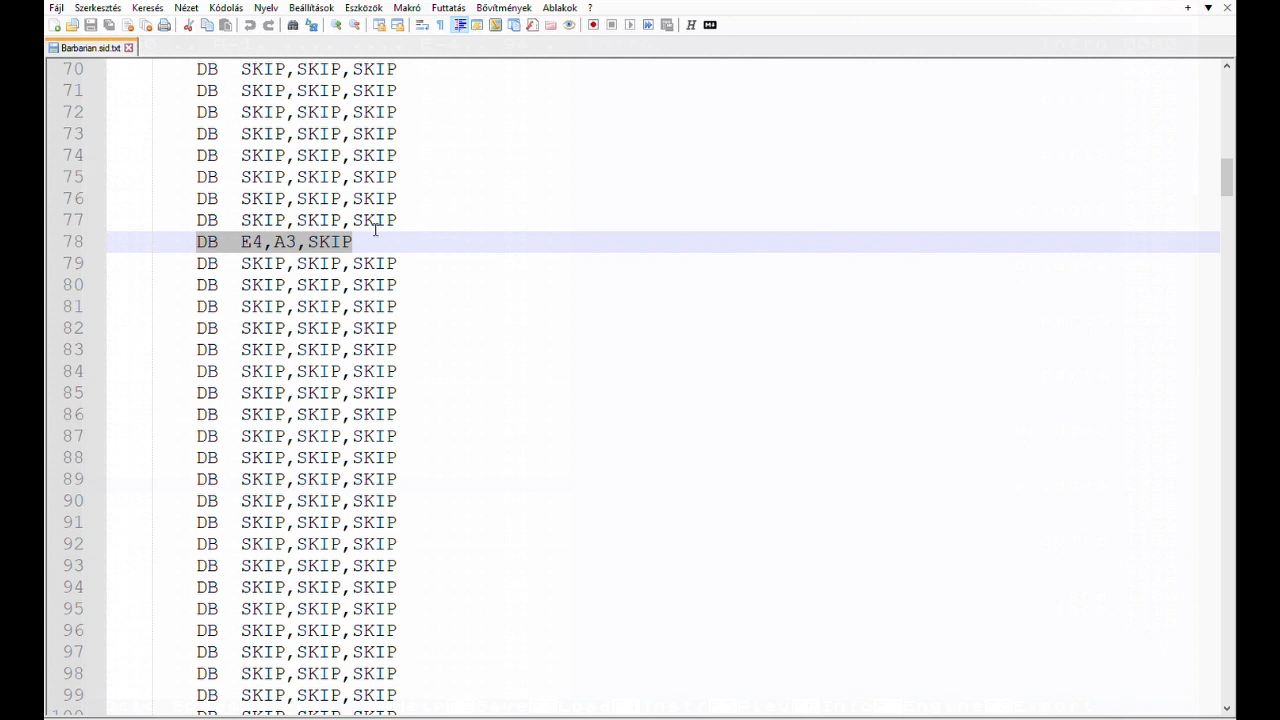 Fájl Szerkesztés Keresés Nézet Kódolás Nyelv Beállítások Eszközök Makró Futtatás Bővítmények Ablakok ?
Barbarian.sid.txt
70 DB SKIP,SKIP,SKIP
71 DB SKIP,SKIP,SKIP
72 DB SKIP,SKIP,SKIP
73 DB SKIP,SKIP,SKIP
74 DB SKIP,SKIP,SKIP
75 DB SKIP,SKIP,SKIP
76 DB SKIP,SKIP,SKIP
77 DB SKIP,SKIP,SKIP
78 DB E4,A3,SKIP
79 DB SKIP,SKIP,SKIP
80 DB SKIP,SKIP,SKIP
81 DB SKIP,SKIP,SKIP
82 DB SKIP,SKIP,SKIP
83 DB SKIP,SKIP,SKIP
84 DB SKIP,SKIP,SKIP
85 DB SKIP,SKIP,SKIP
86 DB SKIP,SKIP,SKIP
87 DB SKIP,SKIP,SKIP
88 DB SKIP,SKIP,SKIP
89 DB SKIP,SKIP,SKIP
90 DB SKIP,SKIP,SKIP
91 DB SKIP,SKIP,SKIP
92 DB SKIP,SKIP,SKIP
93 DB SKIP,SKIP,SKIP
94 DB SKIP,SKIP,SKIP
95 DB SKIP,SKIP,SKIP
96 DB SKIP,SKIP,SKIP
97 DB SKIP,SKIP,SKIP
98 DB SKIP,SKIP,SKIP
99 DB SKIP,SKIP,SKIP